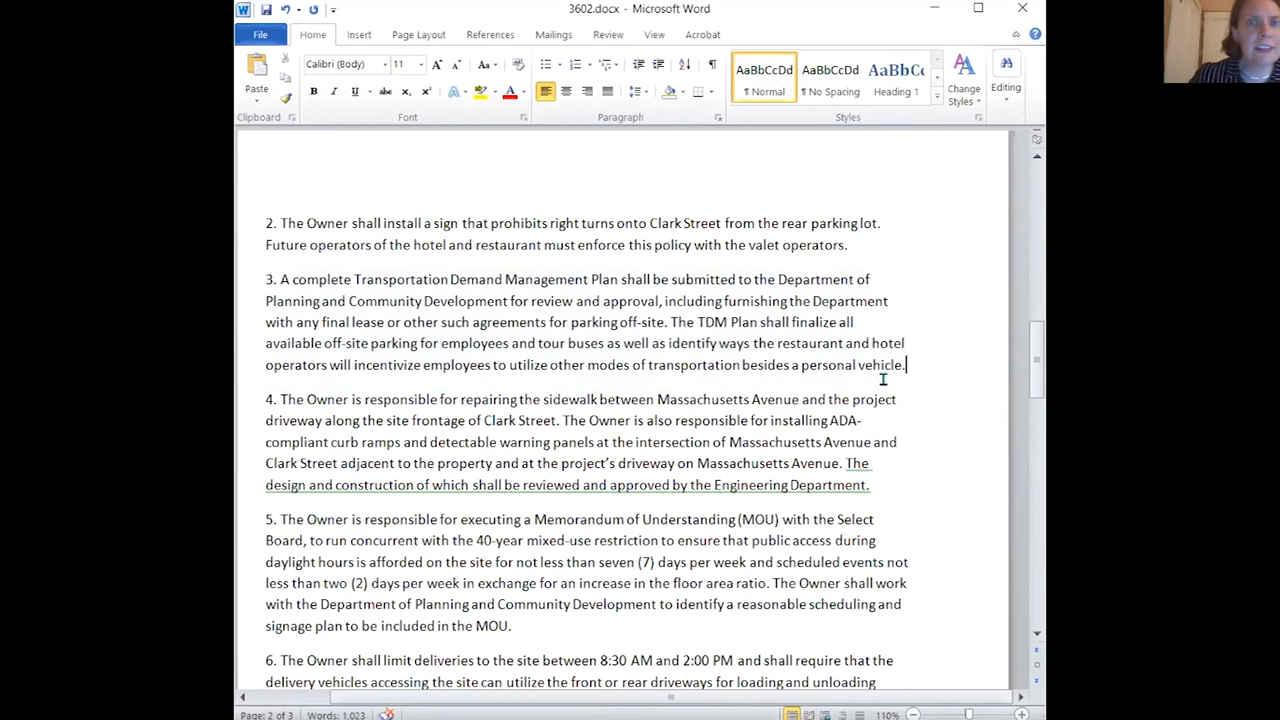 3602.docx - Microsoft Word
File Home Insert Page Layout References Mailings Review View Acrobat
Calibri (Body) 11
Paste
AaBbCcDd AaBbCcDd AaBbCc
¶ Normal ¶ No Spacing Heading 1
Change Styles
Editing
Clipboard Font Paragraph Styles
2. The Owner shall install a sign that prohibits right turns onto Clark Street from the rear parking lot.
Future operators of the hotel and restaurant must enforce this policy with the valet operators.
3. A complete Transportation Demand Management Plan shall be submitted to the Department of
Planning and Community Development for review and approval, including furnishing the Department
with any final lease or other such agreements for parking off-site. The TDM Plan shall finalize all
available off-site parking for employees and tour buses as well as identify ways the restaurant and hotel
operators will incentivize employees to utilize other modes of transportation besides a personal vehicle.
4. The Owner is responsible for repairing the sidewalk between Massachusetts Avenue and the project
driveway along the site frontage of Clark Street. The Owner is also responsible for installing ADA-
compliant curb ramps and detectable warning panels at the intersection of Massachusetts Avenue and
Clark Street adjacent to the property and at the project's driveway on Massachusetts Avenue. The
design and construction of which shall be reviewed and approved by the Engineering Department.
5. The Owner is responsible for executing a Memorandum of Understanding (MOU) with the Select
Board, to run concurrent with the 40-year mixed-use restriction to ensure that public access during
daylight hours is afforded on the site for not less than seven (7) days per week and scheduled events not
less than two (2) days per week in exchange for an increase in the floor area ratio. The Owner shall work
with the Department of Planning and Community Development to identify a reasonable scheduling and
signage plan to be included in the MOU.
6. The Owner shall limit deliveries to the site between 8:30 AM and 2:00 PM and shall require that the
delivery vehicles accessing the site can utilize the front or rear driveways for loading and unloading
Page: 2 of 3 Words: 1,023 110%